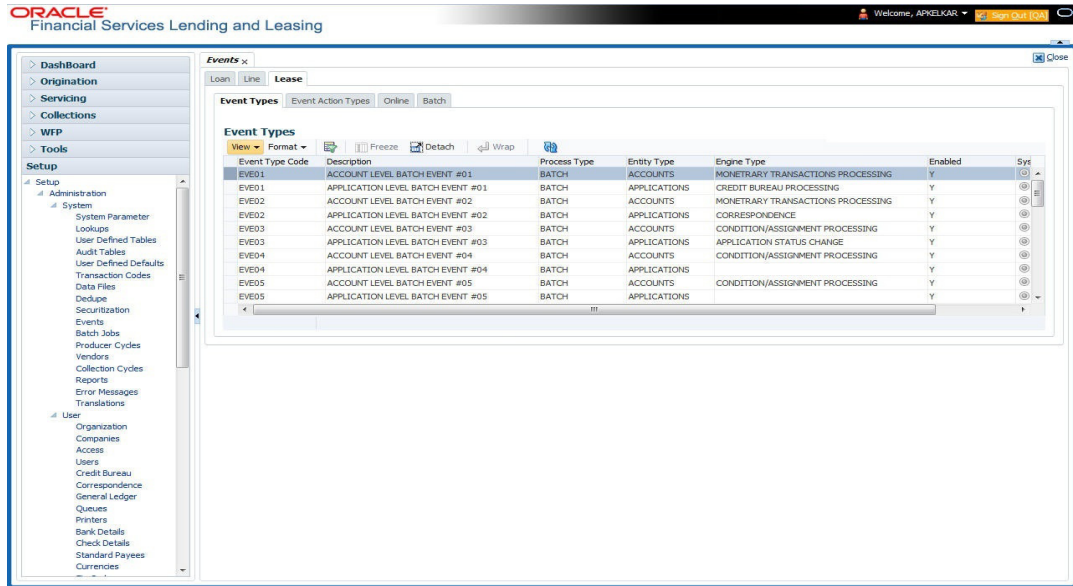 ORACLE
Financial Services Lending and Leasing
Welcome, APKELKAR
Sign Out [QA]
DashBoard
Origination
Servicing
Collections
WFP
Tools
Setup
Setup
Administration
System
System Parameter
Lookups
User Defined Tables
Audit Tables
User Defined Defaults
Transaction Codes
Data Files
Dedupe
Securitization
Events
Batch Jobs
Producer Cycles
Vendors
Collection Cycles
Reports
Error Messages
Translations
User
Organization
Companies
Access
Users
Credit Bureau
Correspondence
General Ledger
Queues
Printers
Bank Details
Check Details
Standard Payees
Currencies
Events x
Close
Loan Line Lease
Event Types Event Action Types Online Batch
Event Types
View Format Freeze Detach Wrap
Event Type Code Description Process Type Entity Type Engine Type Enabled Sys
EVE01 ACCOUNT LEVEL BATCH EVENT #01 BATCH ACCOUNTS MONETRARY TRANSACTIONS PROCESSING Y
EVE01 APPLICATION LEVEL BATCH EVENT #01 BATCH APPLICATIONS CREDIT BUREAU PROCESSING Y
EVE02 ACCOUNT LEVEL BATCH EVENT #02 BATCH ACCOUNTS MONETRARY TRANSACTIONS PROCESSING Y
EVE02 APPLICATION LEVEL BATCH EVENT #02 BATCH APPLICATIONS CORRESPONDENCE Y
EVE03 ACCOUNT LEVEL BATCH EVENT #03 BATCH ACCOUNTS CONDITION/ASSIGNMENT PROCESSING Y
EVE03 APPLICATION LEVEL BATCH EVENT #03 BATCH APPLICATIONS APPLICATION STATUS CHANGE Y
EVE04 ACCOUNT LEVEL BATCH EVENT #04 BATCH ACCOUNTS CONDITION/ASSIGNMENT PROCESSING Y
EVE04 APPLICATION LEVEL BATCH EVENT #04 BATCH APPLICATIONS Y
EVE05 ACCOUNT LEVEL BATCH EVENT #05 BATCH ACCOUNTS CONDITION/ASSIGNMENT PROCESSING Y
EVE05 APPLICATION LEVEL BATCH EVENT #05 BATCH APPLICATIONS Y